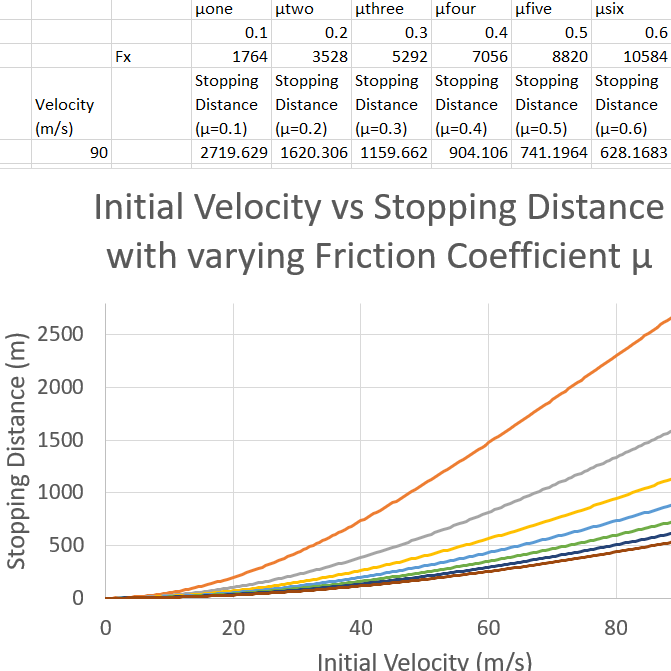 μone μtwo μthree μfour μfive μsix
0.1 0.2 0.3 0.4 0.5 0.6
Fx 1764 3528 5292 7056 8820 10584
Velocity (m/s) Stopping Distance (μ=0.1) Stopping Distance (μ=0.2) Stopping Distance (μ=0.3) Stopping Distance (μ=0.4) Stopping Distance (μ=0.5) Stopping Distance (μ=0.6)
90 2719.629 1620.306 1159.662 904.106 741.1964 628.1683
Initial Velocity vs Stopping Distance
with varying Friction Coefficient μ
Stopping Distance (m)
2500
2000
1500
1000
500
0
0 20 40 60 80
Initial Velocity (m/s)